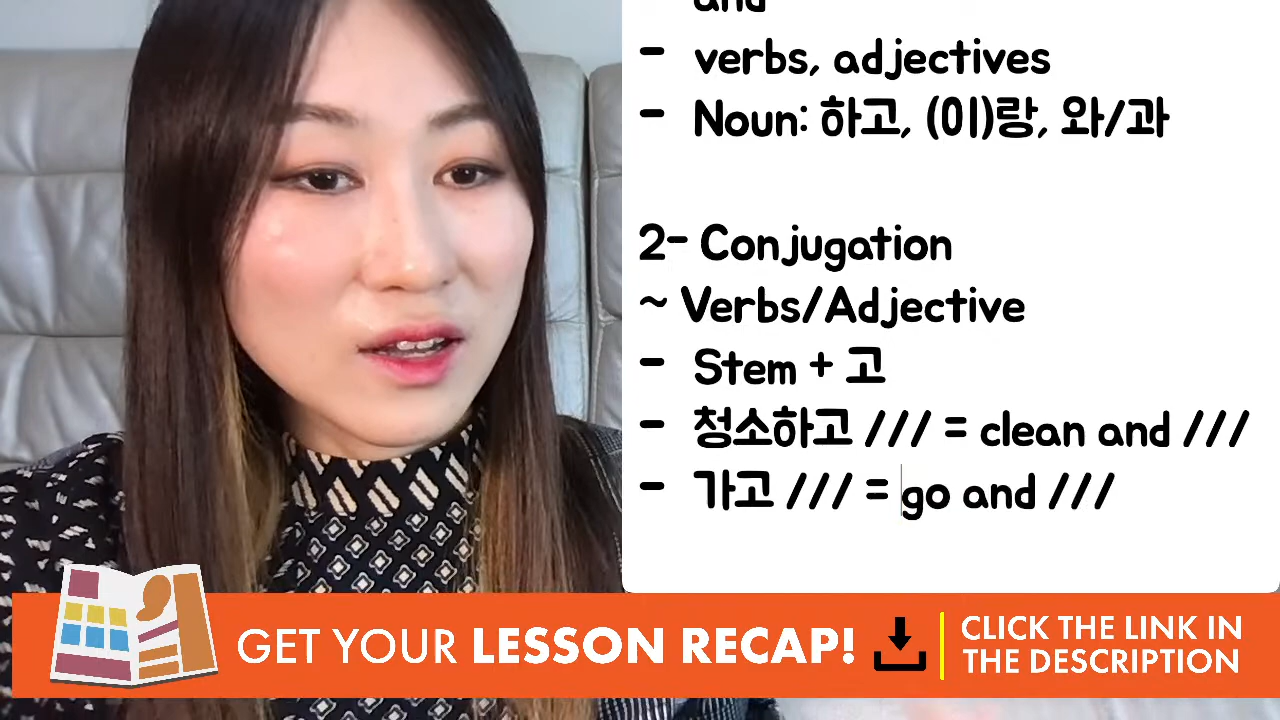 and
- verbs, adjectives
- Noun: 하고, (이)랑, 와/과
2- Conjugation
~ Verbs/Adjective
- Stem + 고
- 청소하고 /// = clean and ///
- 가고 /// = go and ///
GET YOUR LESSON RECAP!
CLICK THE LINK IN
THE DESCRIPTION